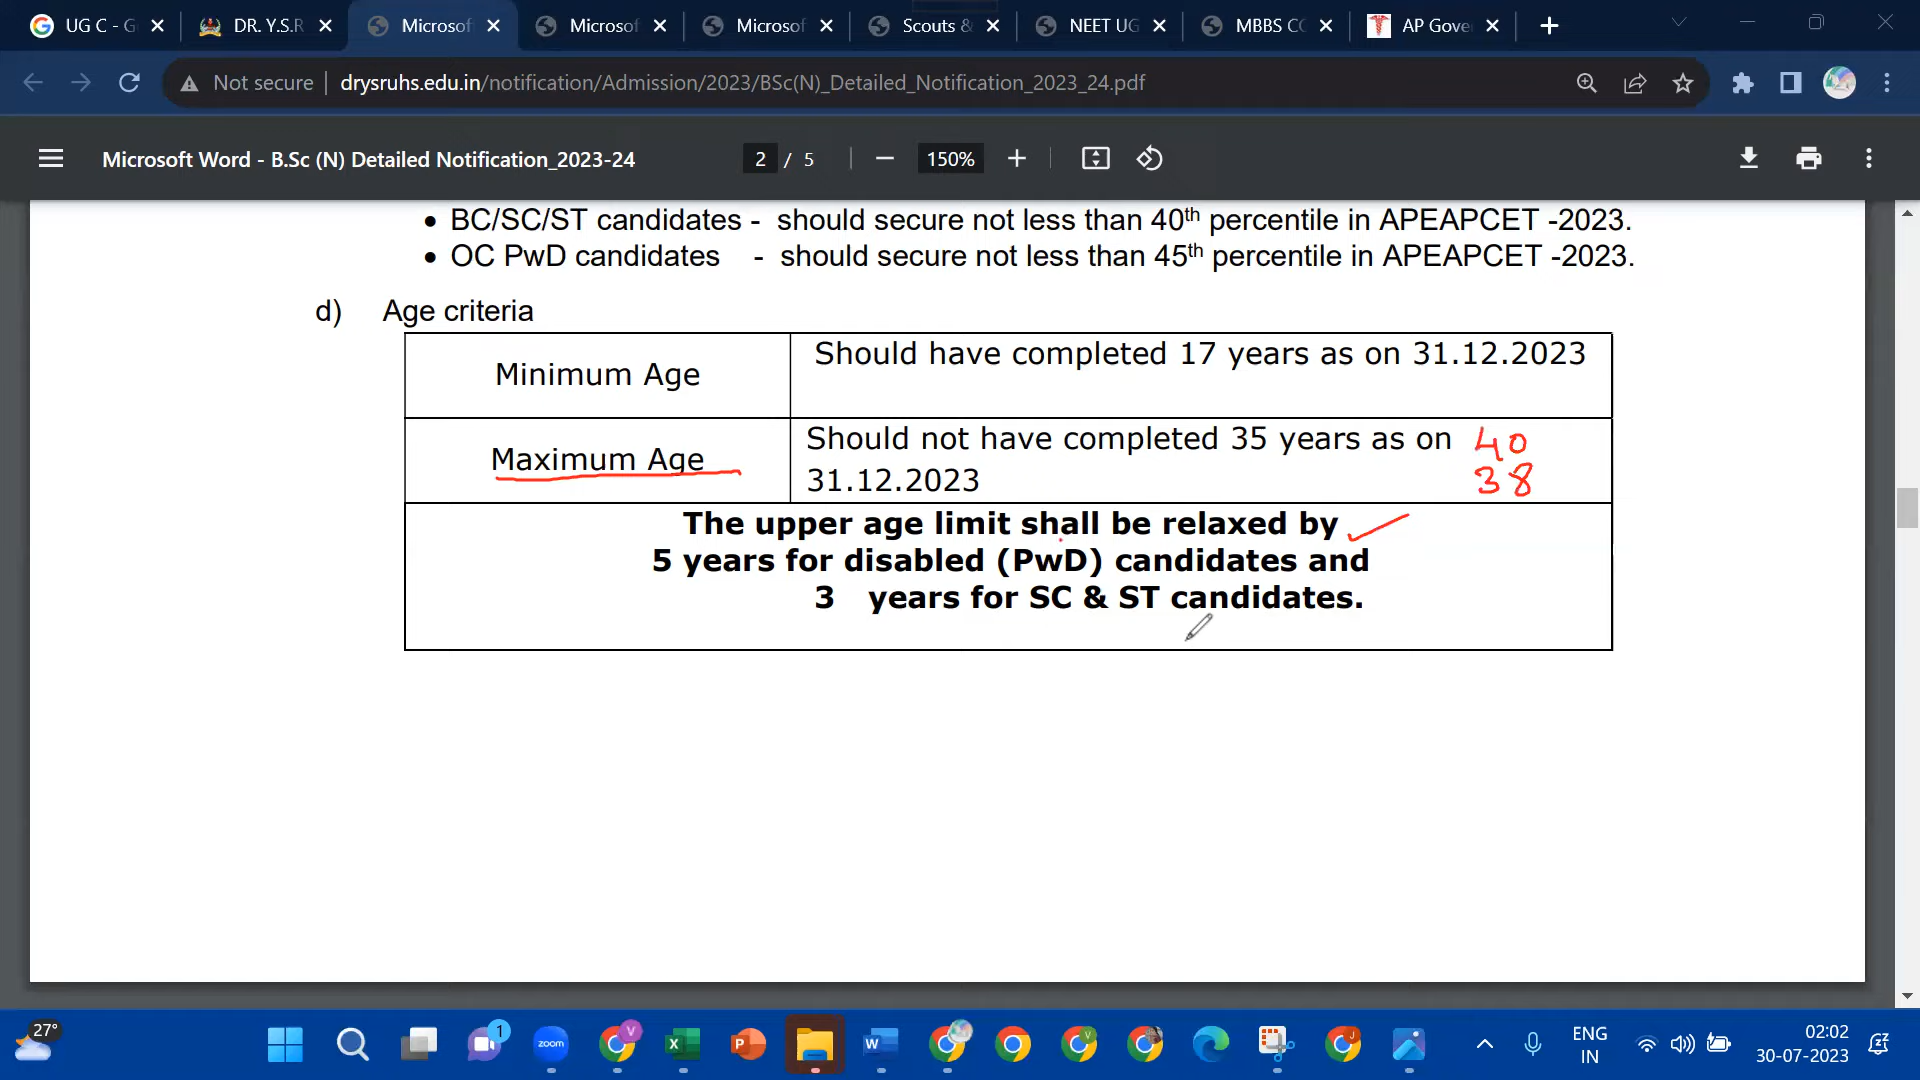 UG C - G
DR. Y.S.R
Microsof
Microsof
Microsof
Scouts &
NEET UG
MBBS CC
AP Gove
Not secure | drysruhs.edu.in/notification/Admission/2023/BSc(N)_Detailed_Notification_2023_24.pdf
Microsoft Word - B.Sc (N) Detailed Notification_2023-24
2 / 5
150%
• BC/SC/ST candidates - should secure not less than 40th percentile in APEAPCET -2023.
• OC PwD candidates - should secure not less than 45th percentile in APEAPCET -2023.
d) Age criteria
Minimum Age
Should have completed 17 years as on 31.12.2023
Maximum Age
Should not have completed 35 years as on
31.12.2023
40
38
The upper age limit shall be relaxed by
5 years for disabled (PwD) candidates and
3 years for SC & ST candidates.
27°
1
zoom
V
X
P
W
V
J
ENG
IN
02:02
30-07-2023